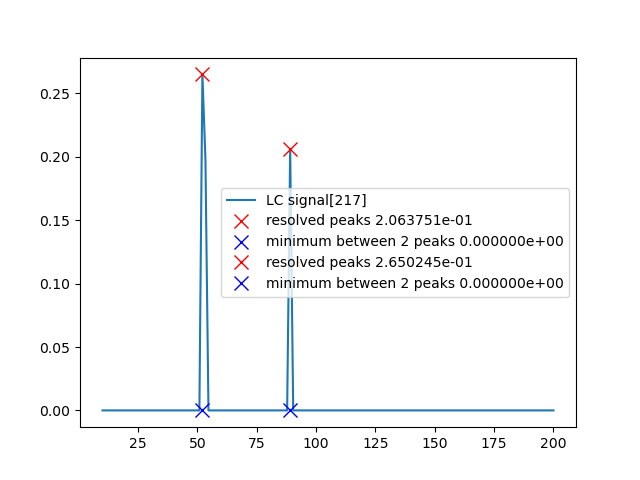 0.25
0.20
0.15
0.10
0.05
0.00
LC signal[217]
resolved peaks 2.063751e-01
minimum between 2 peaks 0.000000e+00
resolved peaks 2.650245e-01
minimum between 2 peaks 0.000000e+00
25 50 75 100 125 150 175 200